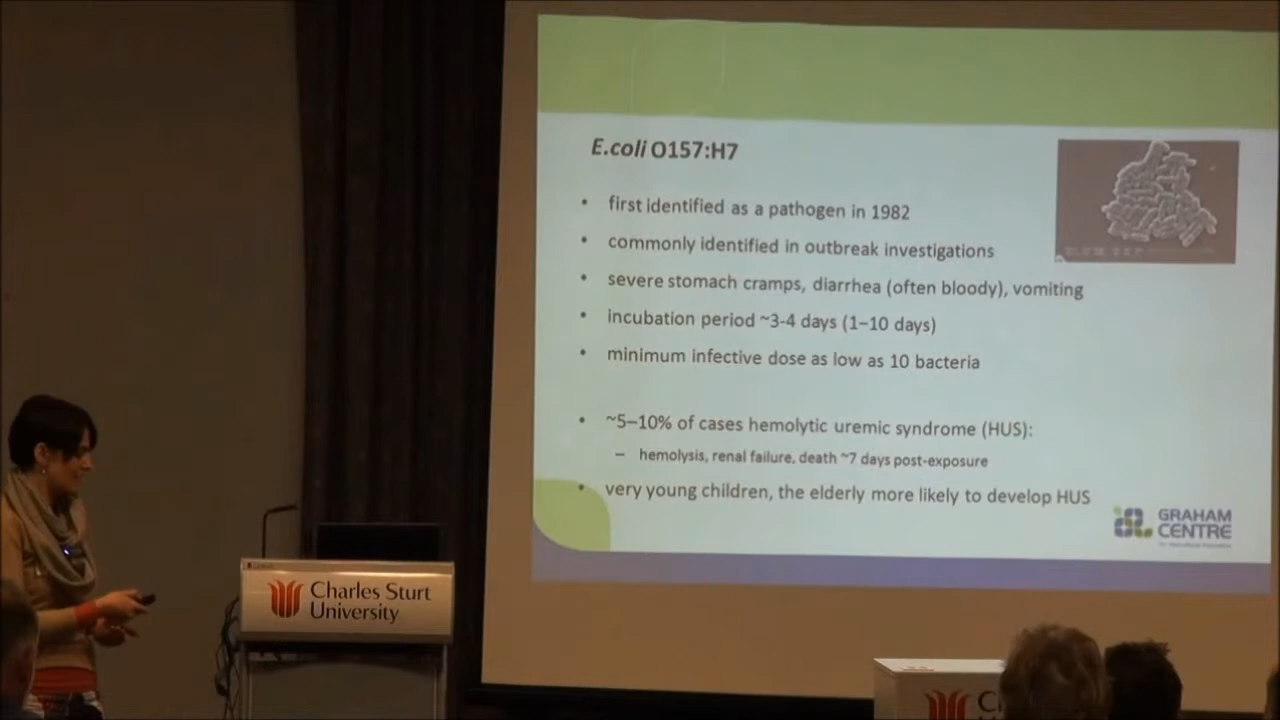 E.coli O157:H7
• first identified as a pathogen in 1982
• commonly identified in outbreak investigations
• severe stomach cramps, diarrhea (often bloody), vomiting
• incubation period ~3-4 days (1–10 days)
• minimum infective dose as low as 10 bacteria
• ~5–10% of cases hemolytic uremic syndrome (HUS):
– hemolysis, renal failure, death ~7 days post-exposure
• very young children, the elderly more likely to develop HUS
GRAHAM
CENTRE
Charles Sturt
University